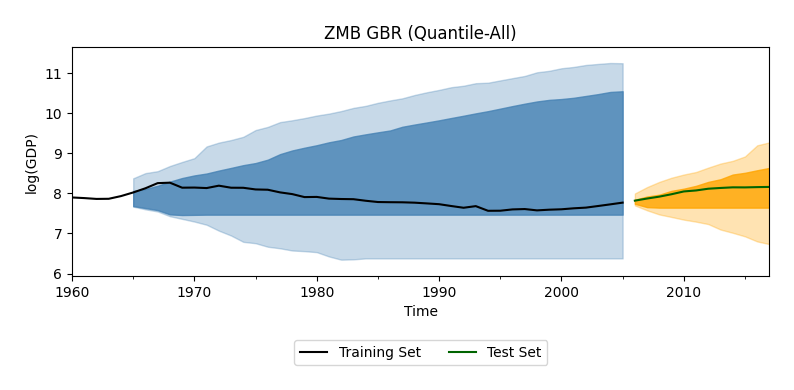 ZMB GBR (Quantile-All)
log(GDP)
11
10
9
8
7
6
1960 1970 1980 1990 2000 2010
Time
Training Set Test Set